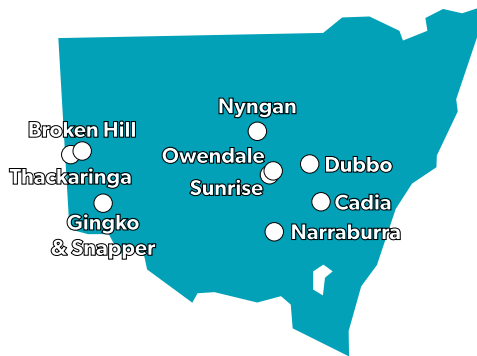 Nyngan
Broken Hill
Owendale
Dubbo
Thackaringa
Sunrise
Cadia
Gingko
& Snapper
Narraburra